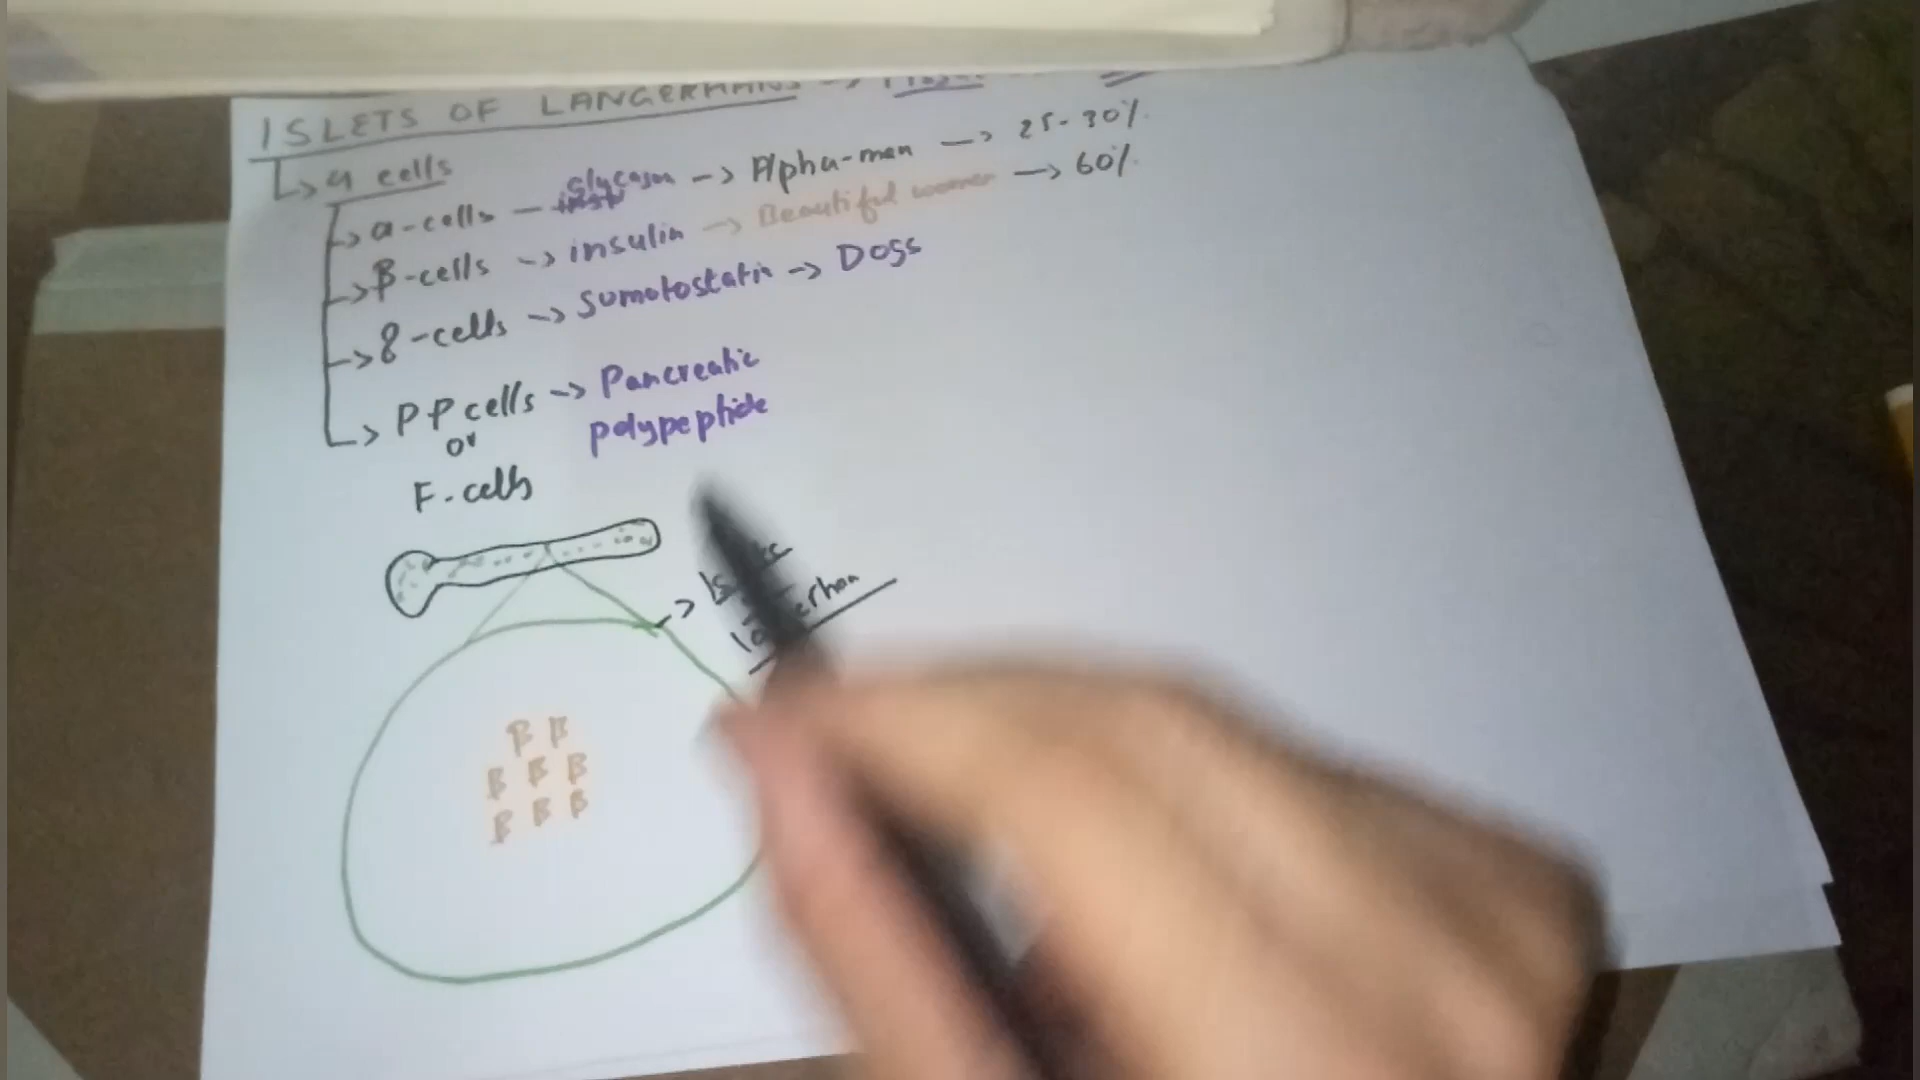 ISLETS OF LANGERHANS →
↳ 4 cells
→ α-cells — Glycagon → Alpha-man → 25-30%
→ β-cells → insulin → Beautiful women → 60%
→ δ-cells → Sumotostatin → Dogs
→ PP cells → Pancreatic
polypeptide
or
F-cells
→
β β
β β β
β β β